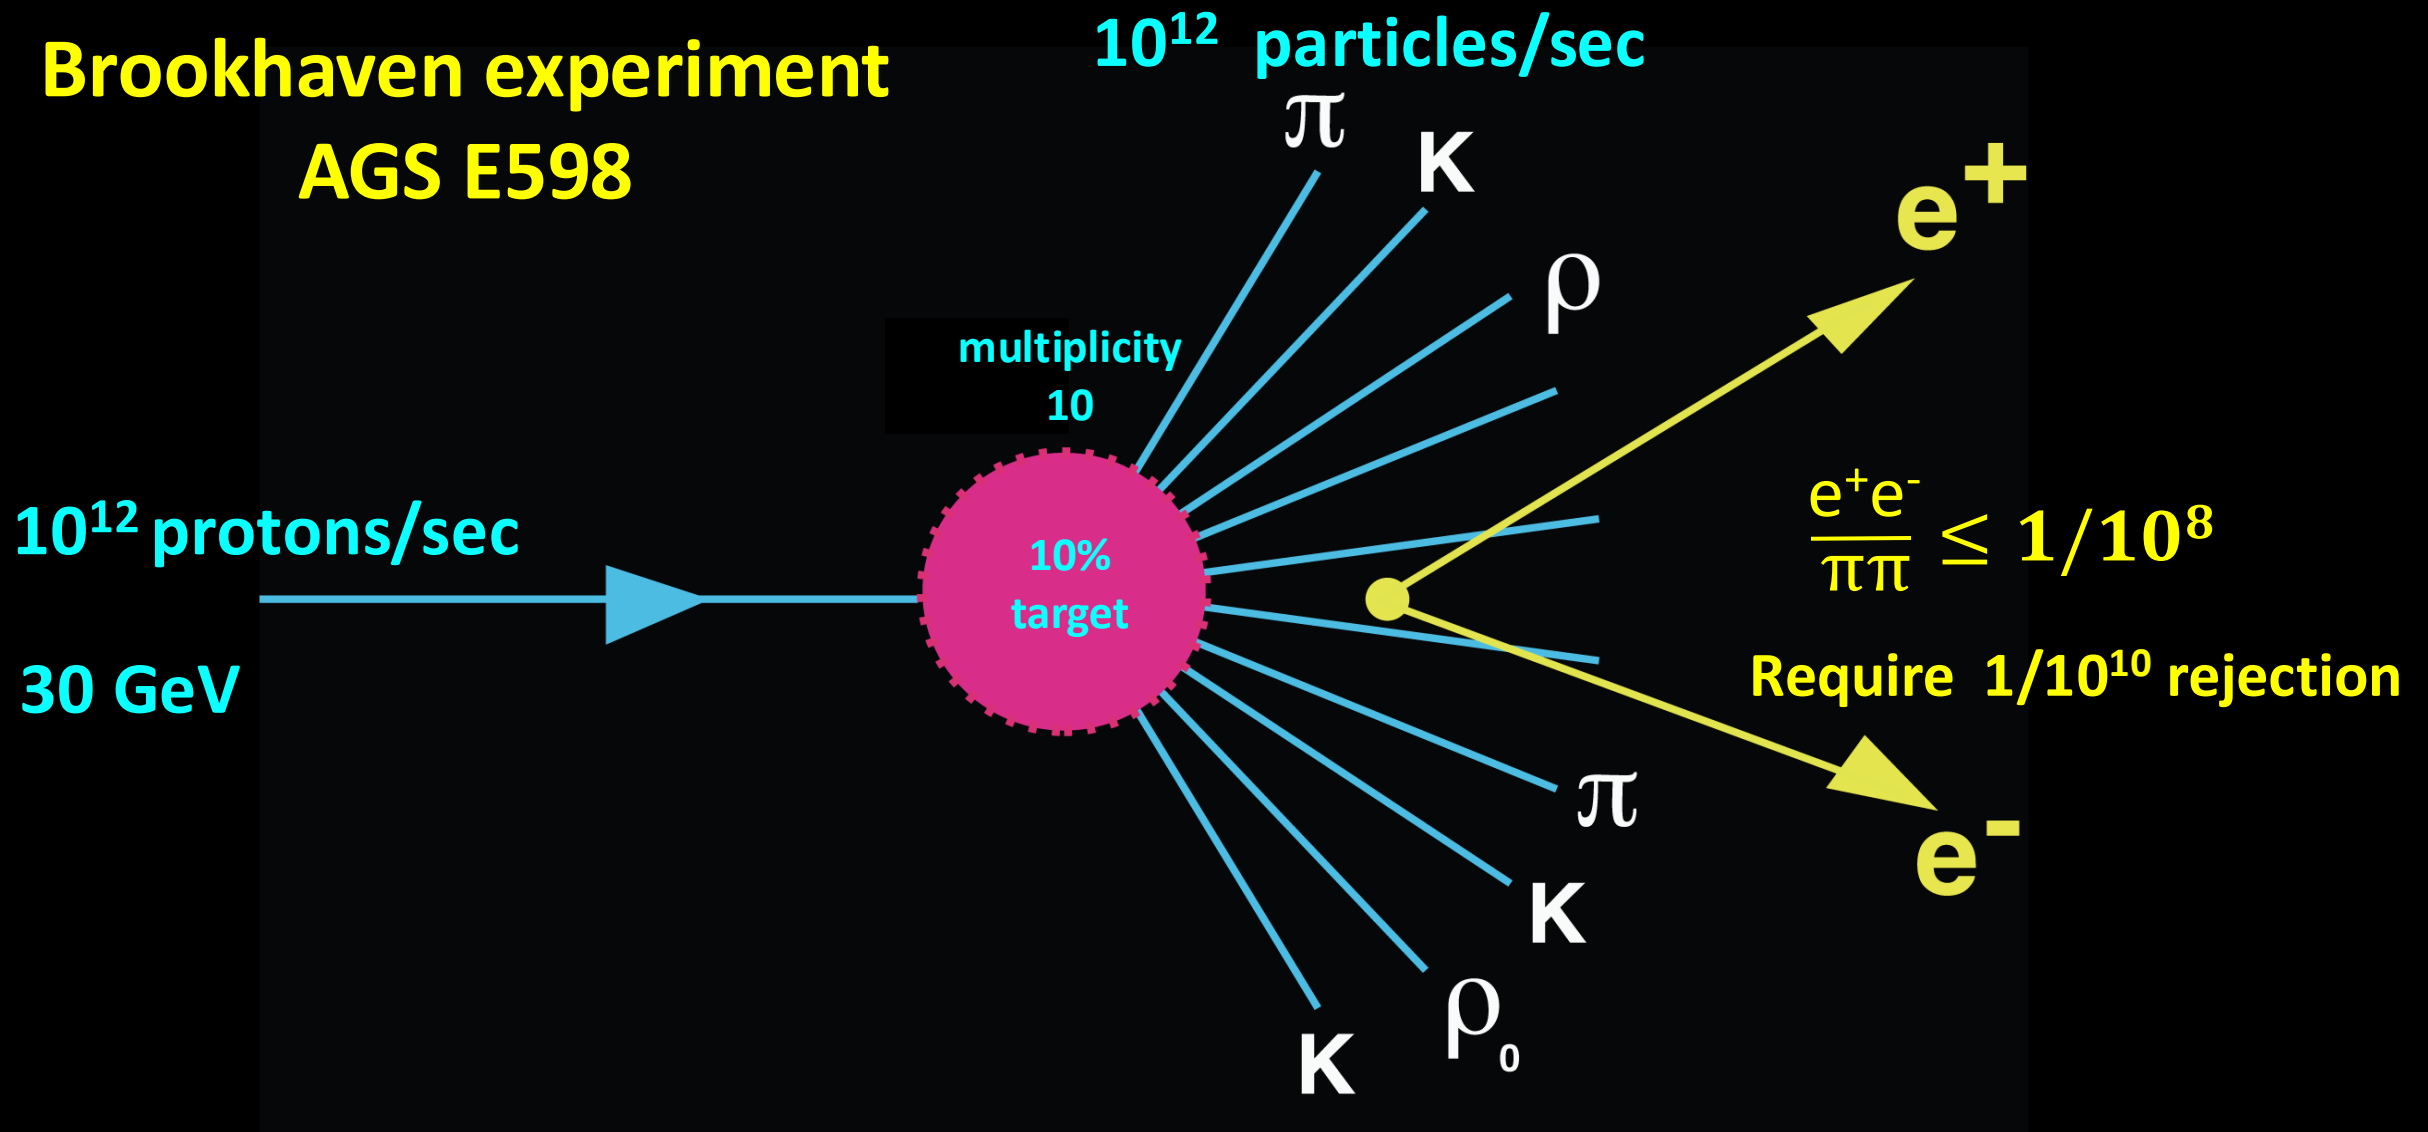 Brookhaven experiment
AGS E598
10¹² particles/sec
π
K
ρ
e⁺
multiplicity
10
10¹² protons/sec
30 GeV
10%
target
e⁺e⁻
ππ
≤ 1/10⁸
Require 1/10¹⁰ rejection
π
K
ρ₀
K
e⁻